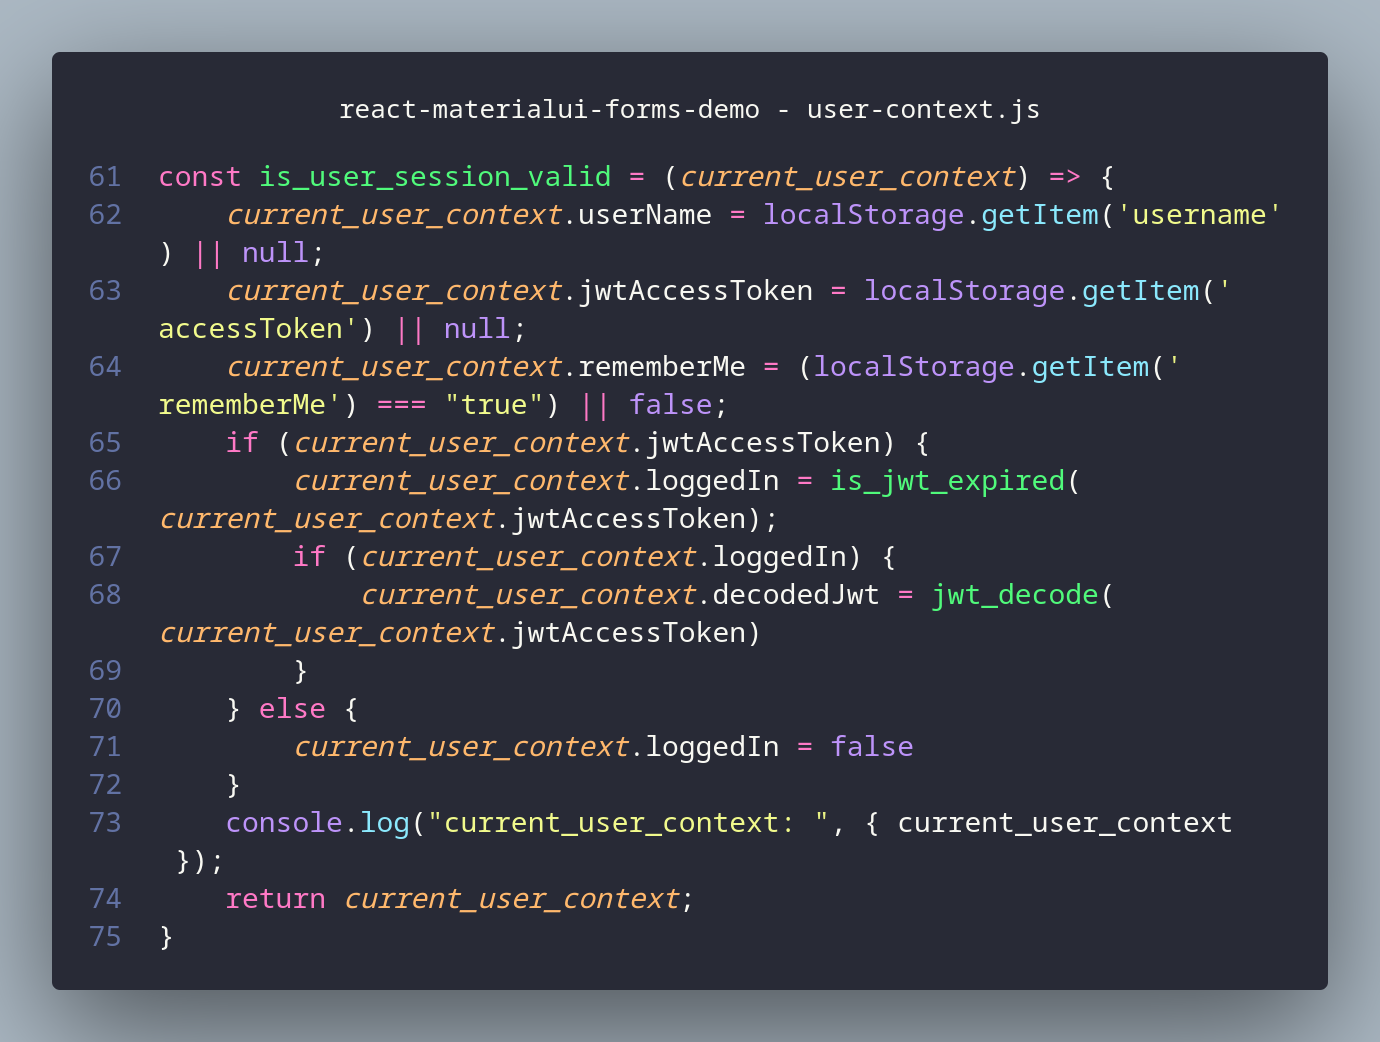 react-materialui-forms-demo - user-context.js
61 const is_user_session_valid = (current_user_context) => {
62     current_user_context.userName = localStorage.getItem('username'
) || null;
63     current_user_context.jwtAccessToken = localStorage.getItem('
accessToken') || null;
64     current_user_context.rememberMe = (localStorage.getItem('
rememberMe') === "true") || false;
65     if (current_user_context.jwtAccessToken) {
66         current_user_context.loggedIn = is_jwt_expired(
current_user_context.jwtAccessToken);
67         if (current_user_context.loggedIn) {
68             current_user_context.decodedJwt = jwt_decode(
current_user_context.jwtAccessToken)
69         }
70     } else {
71         current_user_context.loggedIn = false
72     }
73     console.log("current_user_context: ", { current_user_context
 });
74     return current_user_context;
75 }